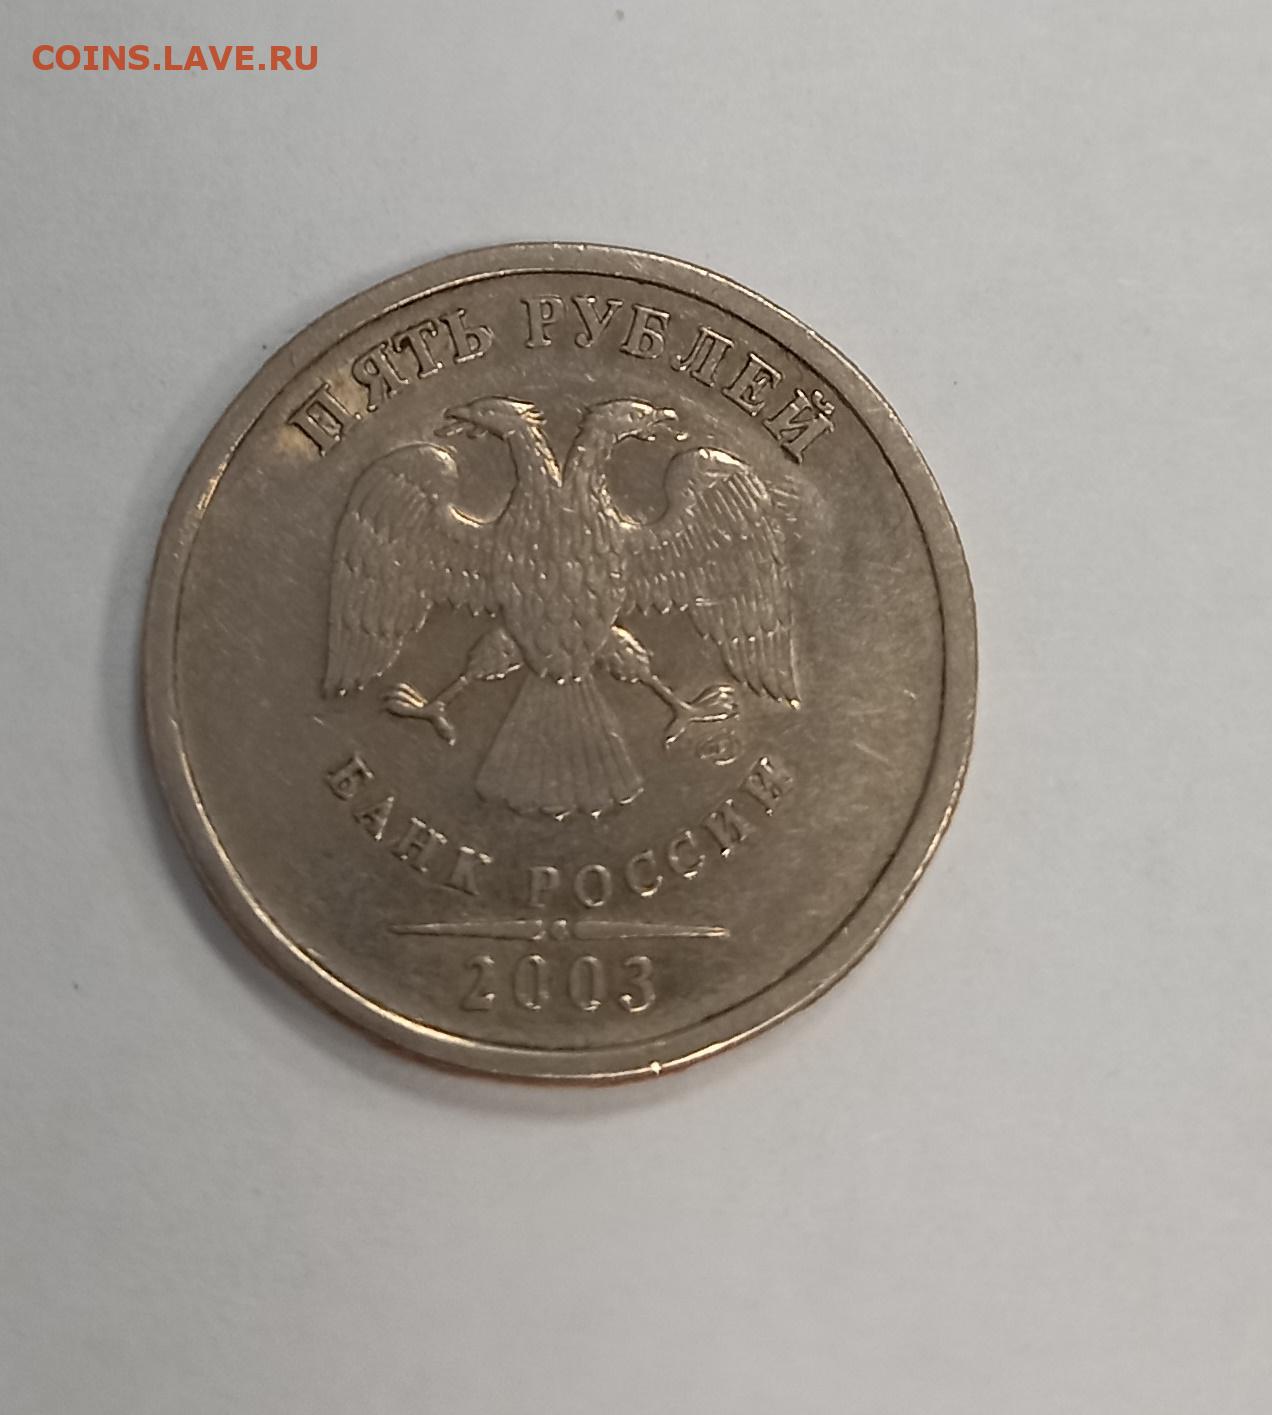 COINS.LAVE.RU
ПЯТЬ РУБЛЕЙ
БАНК РОССИИ
2003